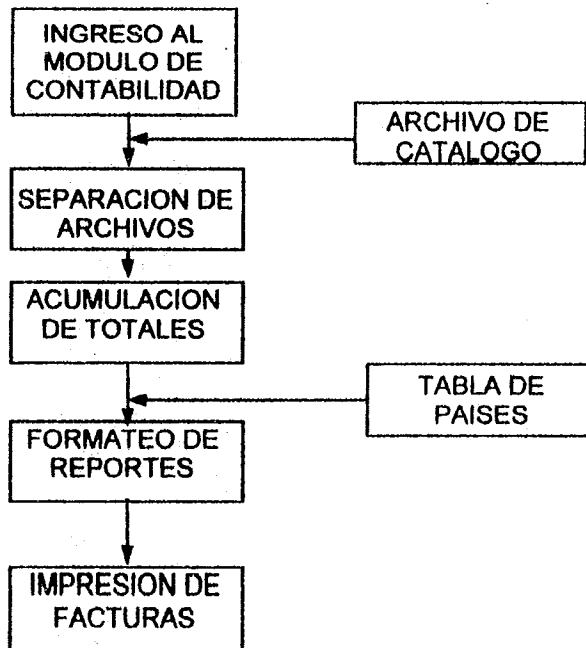 INGRESO AL
MODULO DE
CONTABILIDAD
ARCHIVO DE
CATALOGO
SEPARACION DE
ARCHIVOS
ACUMULACION
DE TOTALES
TABLA DE
PAISES
FORMATEO DE
REPORTES
IMPRESION DE
FACTURAS